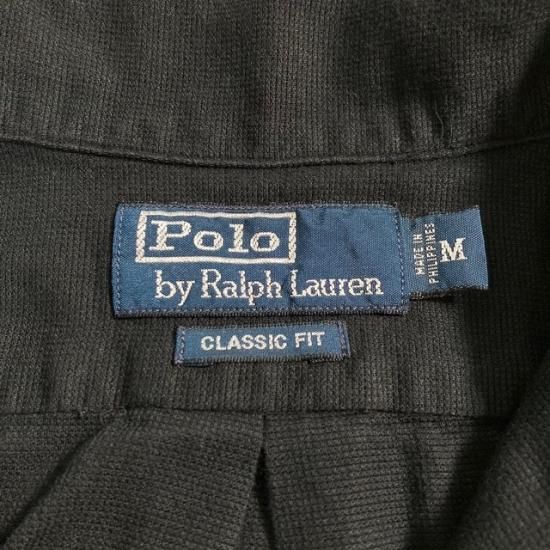 Polo
by Ralph Lauren
MADE IN
PHILIPPINES
M
CLASSIC FIT